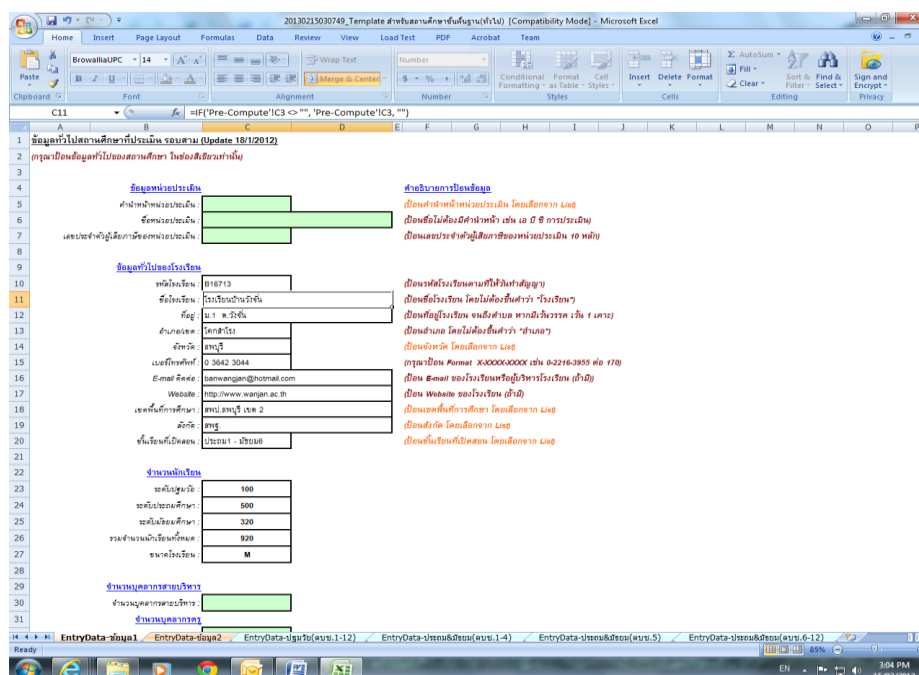 20130215030749_Template สำหรับสถานศึกษาขั้นพื้นฐาน(ทั่วไป) [Compatibility Mode] - Microsoft Excel
Home Insert Page Layout Formulas Data Review View Load Test PDF Acrobat Team
Paste BrowalliaUPC 14 Wrap Text Number Conditional Formatting Format as Table Cell Styles Insert Delete Format AutoSum Fill Clear Sort & Filter Find & Select Sign and Encrypt
Merge & Center
Clipboard Font Alignment Number Styles Cells Editing Privacy
C11 fx =IF('Pre-Compute'!C3 <> "", 'Pre-Compute'!C3, "")
A B C D E F G H I J K L M N O P
1 ข้อมูลทั่วไปสถานศึกษาที่ประเมิน รอบสาม (Update 18/1/2012)
2 (กรุณาป้อนข้อมูลทั่วไปของสถานศึกษา ในช่องสีเขียวเท่านั้น)
3
4 ข้อมูลหน่วยประเมิน คำอธิบายการป้อนข้อมูล
5 คำนำหน้าหน่วยประเมิน : (ป้อนคำนำหน้าหน่วยประเมิน โดยเลือกจาก List)
6 ชื่อหน่วยประเมิน : (ป้อนชื่อไม่ต้องมีคำนำหน้า เช่น เอ บี ซี การประเมิน)
7 เลขประจำตัวผู้เสียภาษีของหน่วยประเมิน : (ป้อนเลขประจำตัวผู้เสียภาษีของหน่วยประเมิน 10 หลัก)
8
9 ข้อมูลทั่วไปของโรงเรียน
10 รหัสโรงเรียน : B16713 (ป้อนรหัสโรงเรียนตามที่ให้วันทำสัญญา)
11 ชื่อโรงเรียน : โรงเรียนบ้านวังจั่น (ป้อนชื่อโรงเรียน โดยไม่ต้องขึ้นคำว่า "โรงเรียน")
12 ที่อยู่ : ม.1 ต.วังจั่น (ป้อนที่อยู่โรงเรียน จนถึงตำบล หากมีเว้นวรรค เว้น 1 เคาะ)
13 อำเภอ/เขต : โคกสำโรง (ป้อนอำเภอ โดยไม่ต้องขึ้นคำว่า "อำเภอ")
14 จังหวัด : ลพบุรี (ป้อนจังหวัด โดยเลือกจาก List)
15 เบอร์โทรศัพท์ : 0 3642 3044 (กรุณาป้อน Format X-XXXX-XXXX เช่น 0-2216-3955 ต่อ 170)
16 E-mail ติดต่อ : banwangjan@hotmail.com (ป้อน E-mail ของโรงเรียนหรือผู้บริหารโรงเรียน (ถ้ามี))
17 Website : http://www.wanjan.ac.th (ป้อน Website ของโรงเรียน (ถ้ามี)
18 เขตพื้นที่การศึกษา : สพป.ลพบุรี เขต 2 (ป้อนเขตพื้นที่การศึกษา โดยเลือกจาก List)
19 สังกัด : สพฐ. (ป้อนสังกัด โดยเลือกจาก List)
20 ชั้นเรียนที่เปิดสอน : ประถม1 - มัธยม6 (ป้อนชั้นเรียนที่เปิดสอน โดยเลือกจาก List)
21
22 จำนวนนักเรียน
23 ระดับปฐมวัย : 100
24 ระดับประถมศึกษา : 500
25 ระดับมัธยมศึกษา : 320
26 รวมจำนวนนักเรียนทั้งหมด : 920
27 ขนาดโรงเรียน : M
28
29 จำนวนบุคลากรสายบริหาร
30 จำนวนบุคลากรสายบริหาร :
31 จำนวนบุคลากรครู
EntryData-ข้อมูล1 EntryData-ข้อมูล2 EntryData-ปฐมวัย(ตบช.1-12) EntryData-ประถม&มัธยม(ตบช.1-4) EntryData-ประถม&มัธยม(ตบช.5) EntryData-ประถม&มัธยม(ตบช.6-12)
Ready 85%
EN 3:04 PM